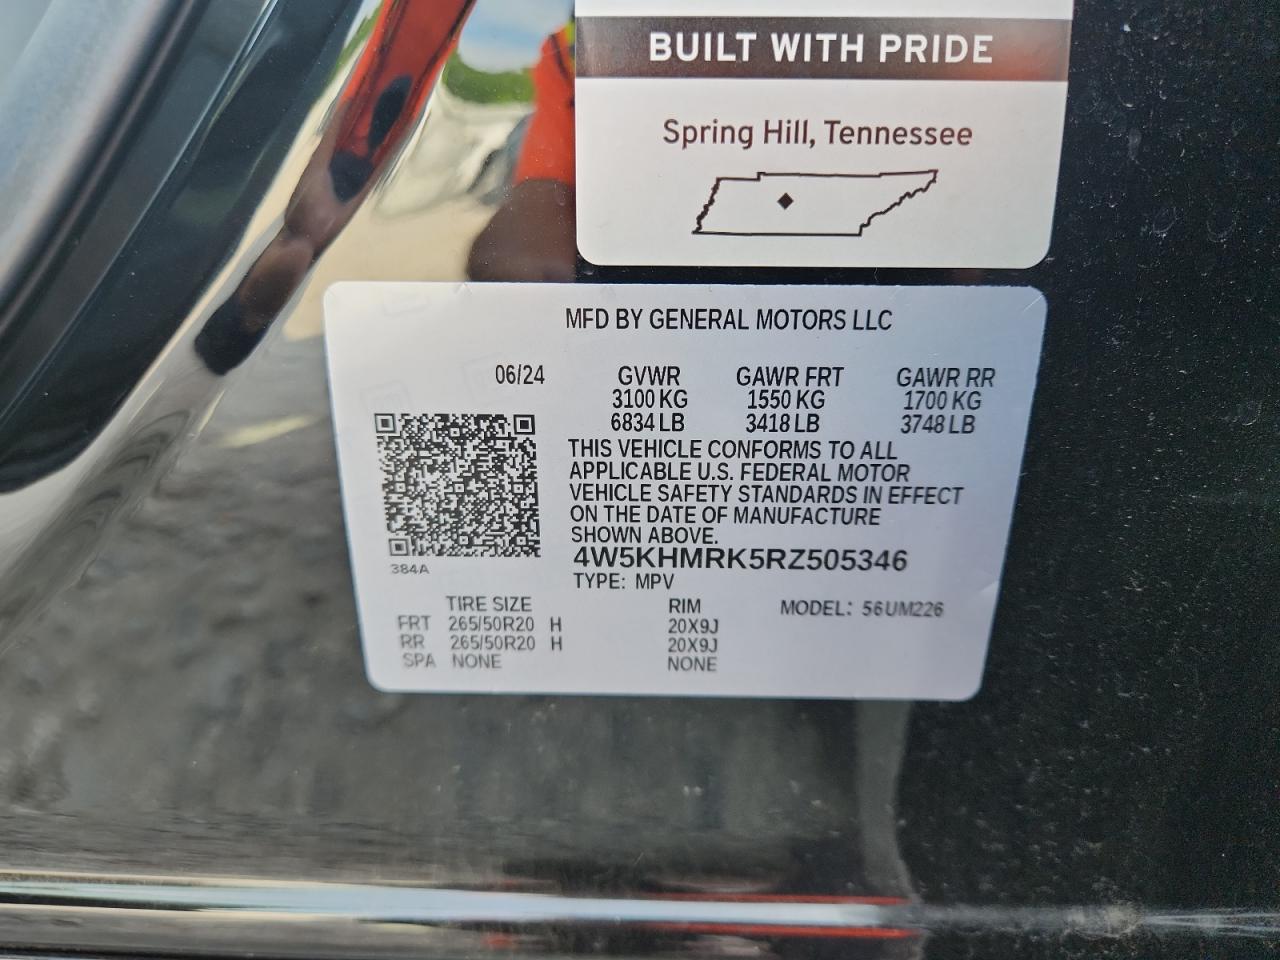 BUILT WITH PRIDE
Spring Hill, Tennessee
MFD BY GENERAL MOTORS LLC
06/24 GVWR GAWR FRT GAWR RR
3100 KG 1550 KG 1700 KG
6834 LB 3418 LB 3748 LB
THIS VEHICLE CONFORMS TO ALL
APPLICABLE U.S. FEDERAL MOTOR
VEHICLE SAFETY STANDARDS IN EFFECT
ON THE DATE OF MANUFACTURE
SHOWN ABOVE.
4W5KHMRK5RZ505346
384A
TYPE: MPV
TIRE SIZE RIM MODEL: 56UM226
FRT 265/50R20 H 20X9J
RR 265/50R20 H 20X9J
SPA NONE NONE